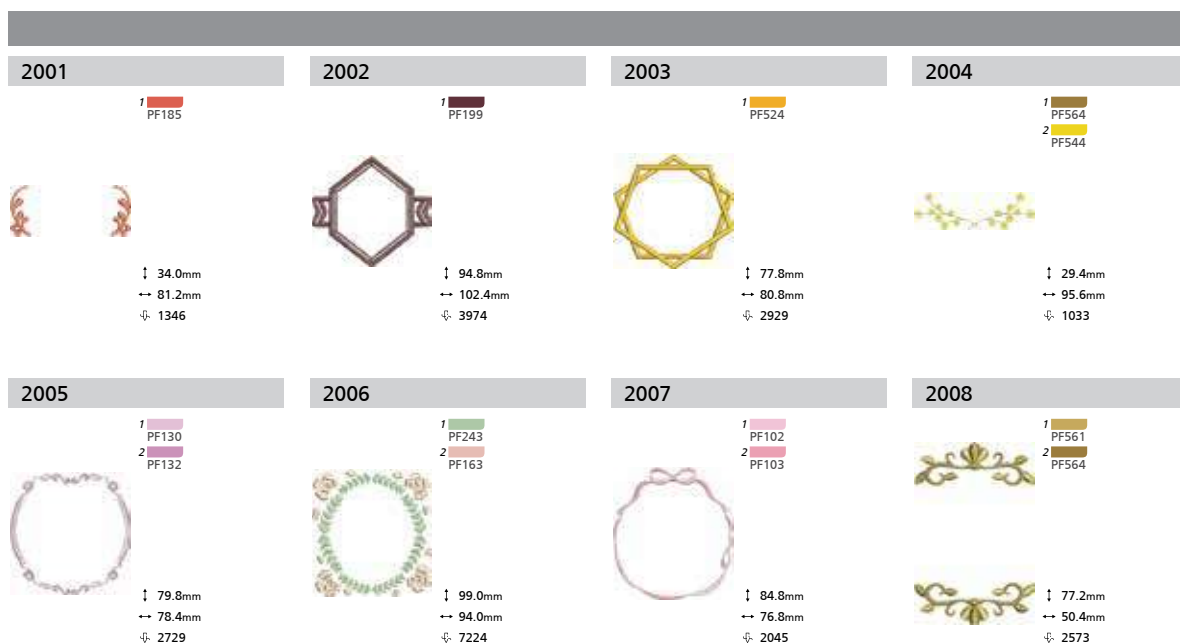 2001
1
PF185
34.0mm
81.2mm
1346
2002
1
PF199
94.8mm
102.4mm
3974
2003
1
PF524
77.8mm
80.8mm
2929
2004
1
PF564
2
PF544
29.4mm
95.6mm
1033
2005
1
PF130
2
PF132
79.8mm
78.4mm
2729
2006
1
PF243
2
PF163
99.0mm
94.0mm
7224
2007
1
PF102
2
PF103
84.8mm
76.8mm
2045
2008
1
PF561
2
PF564
77.2mm
50.4mm
2573